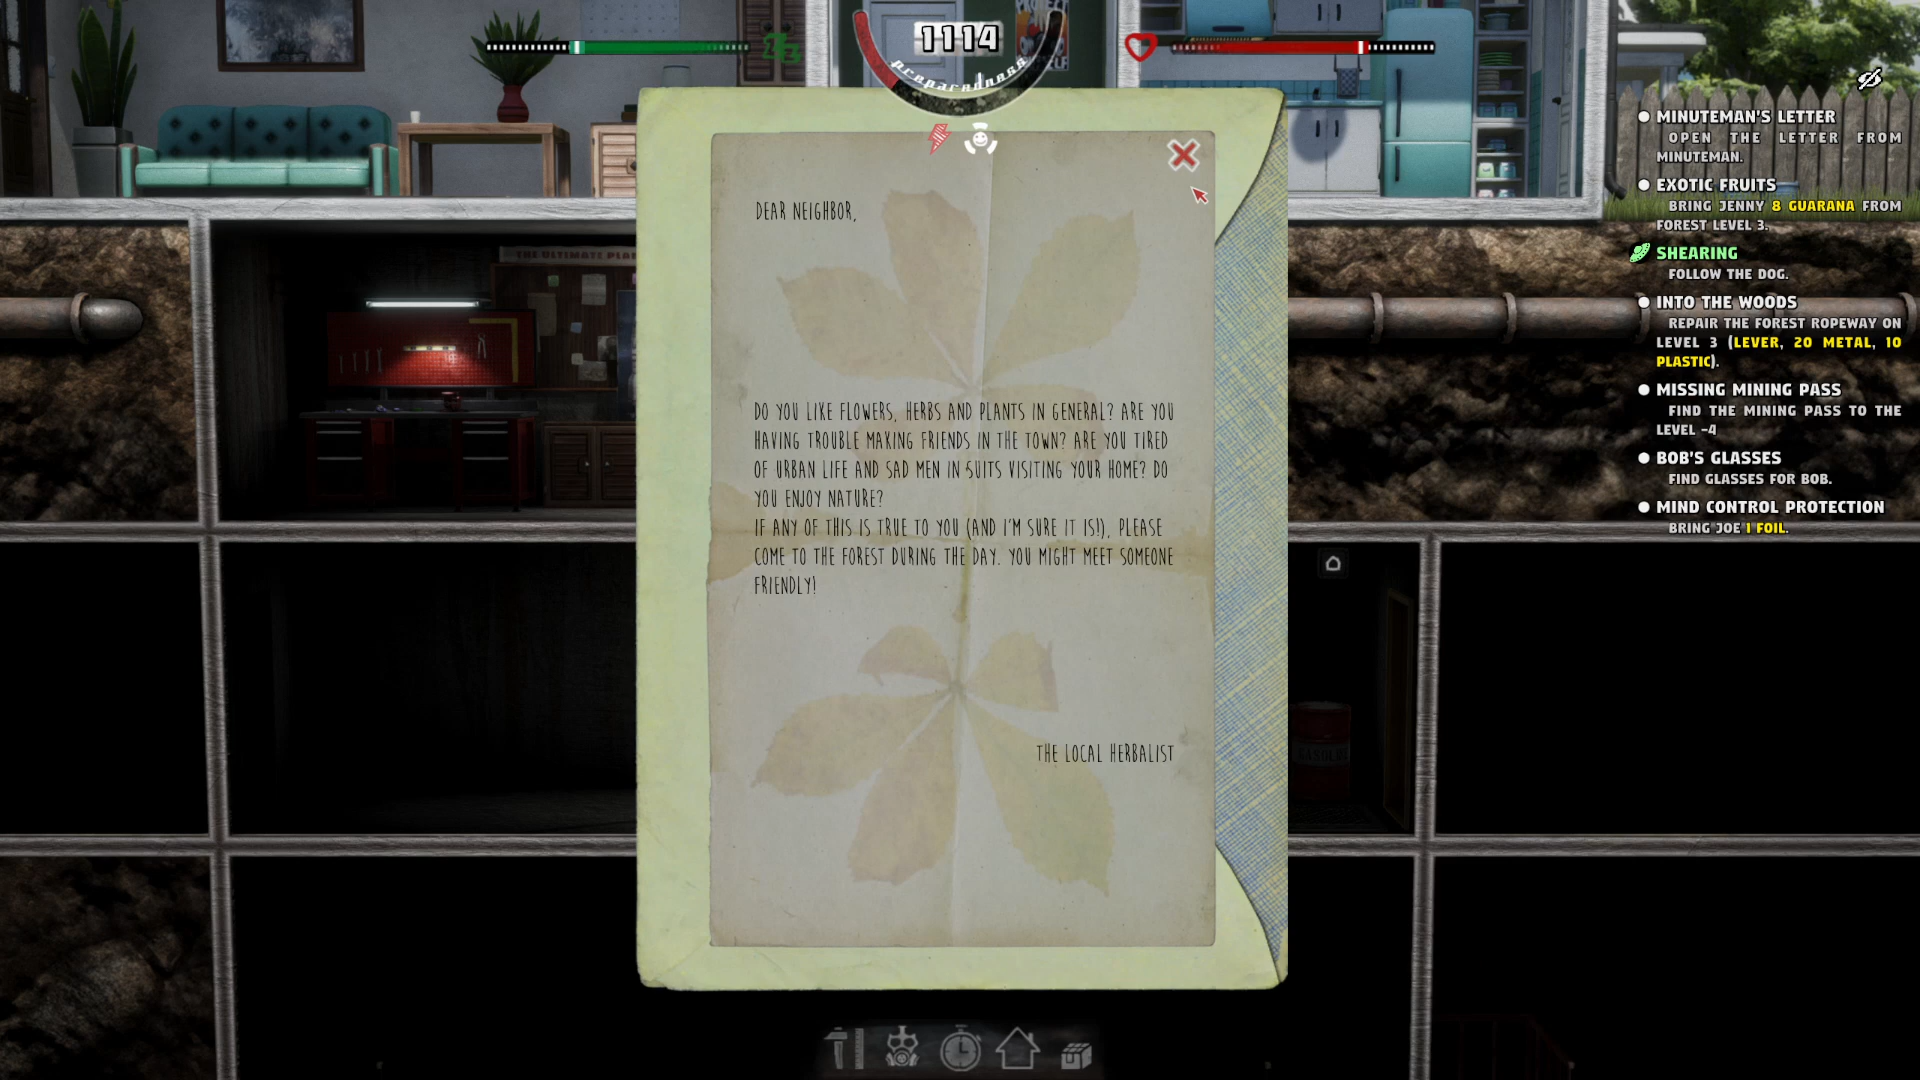 1114
preparadness
THE ULTIMATE PLA
DEAR NEIGHBOR,
DO YOU LIKE FLOWERS, HERBS AND PLANTS IN GENERAL? ARE YOU
HAVING TROUBLE MAKING FRIENDS IN THE TOWN? ARE YOU TIRED
OF URBAN LIFE AND SAD MEN IN SUITS VISITING YOUR HOME? DO
YOU ENJOY NATURE?
IF ANY OF THIS IS TRUE TO YOU (AND I'M SURE IT IS!), PLEASE
COME TO THE FOREST DURING THE DAY. YOU MIGHT MEET SOMEONE
FRIENDLY!
THE LOCAL HERBALIST
MINUTEMAN'S LETTER
OPEN THE LETTER FROM
MINUTEMAN.
EXOTIC FRUITS
BRING JENNY 8 GUARANA FROM
FOREST LEVEL 3.
SHEARING
FOLLOW THE DOG.
INTO THE WOODS
REPAIR THE FOREST ROPEWAY ON
LEVEL 3 (LEVER, 20 METAL, 10
PLASTIC).
MISSING MINING PASS
FIND THE MINING PASS TO THE
LEVEL -4
BOB'S GLASSES
FIND GLASSES FOR BOB.
MIND CONTROL PROTECTION
BRING JOE 1 FOIL.